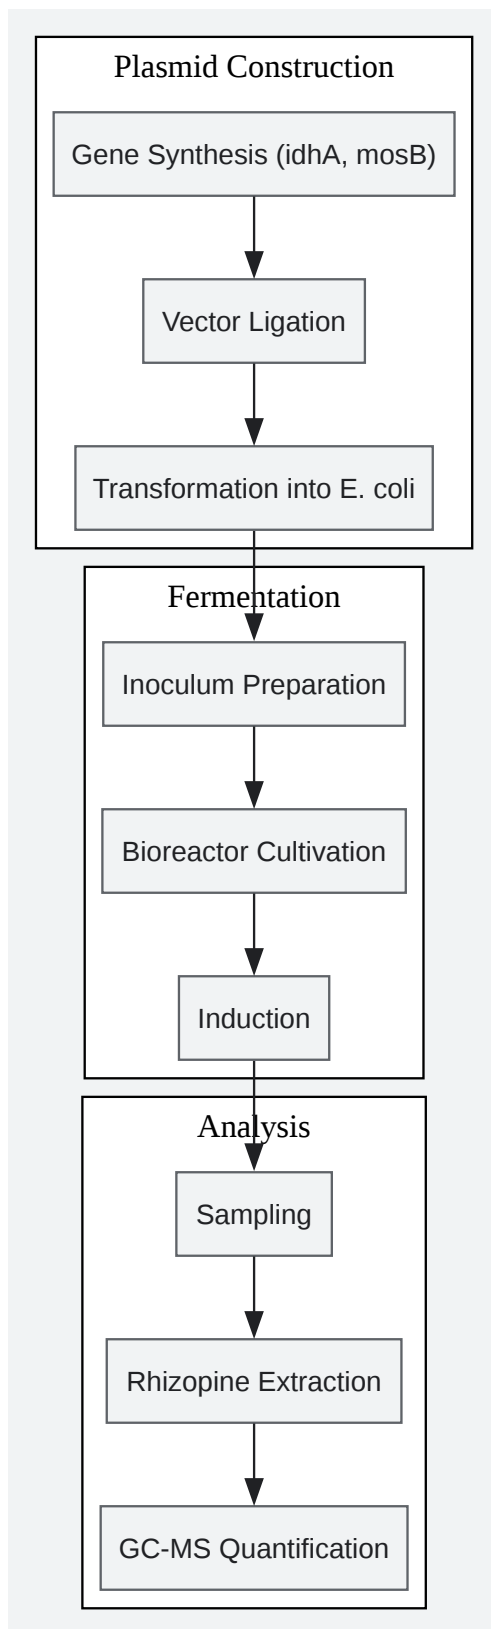 Plasmid Construction
Gene Synthesis (idhA, mosB)
Vector Ligation
Transformation into E. coli
Fermentation
Inoculum Preparation
Bioreactor Cultivation
Induction
Analysis
Sampling
Rhizopine Extraction
GC-MS Quantification